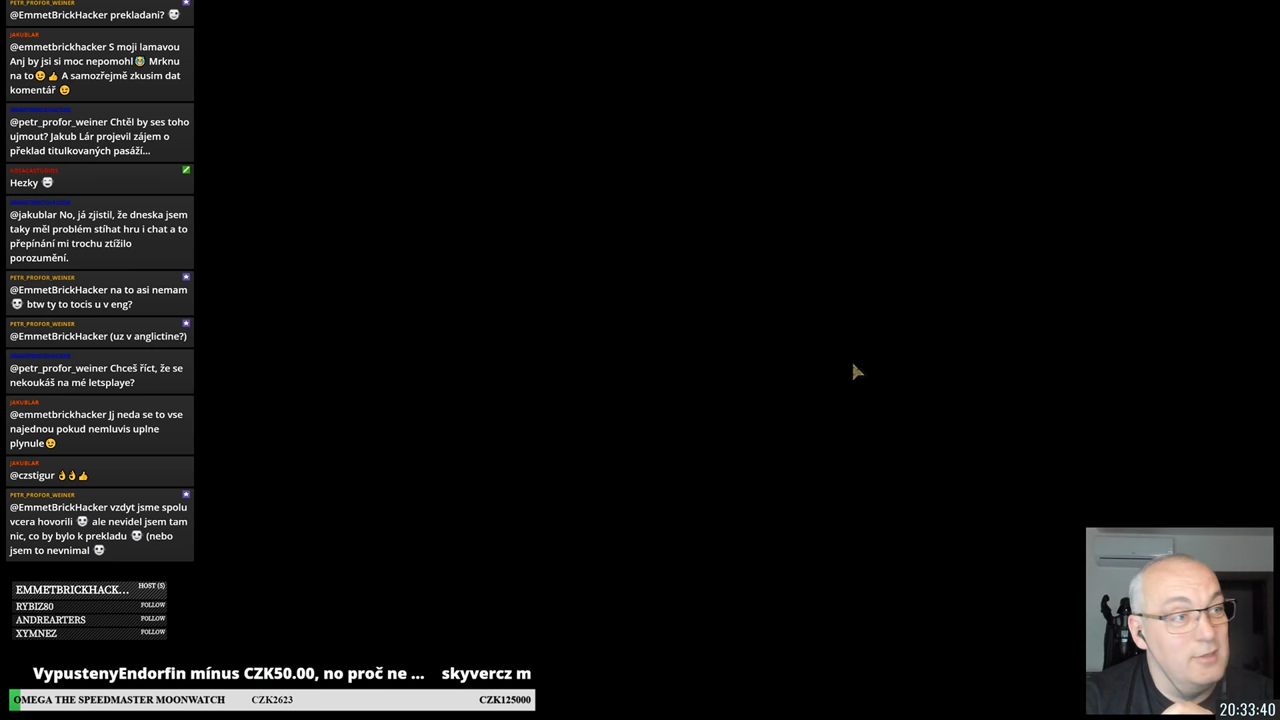 PETR_PROFOR_WEINER
@EmmetBrickHacker prekladani?
JAKUBLAR
@emmetbrickhacker S moji lamavou
Anj by jsi si moc nepomohl Mrknu
na to😉👍 A samozřejmě zkusim dat
komentář 😉
@petr_profor_weiner Chtěl by ses toho
ujmout? Jakub Lár projevil zájem o
překlad titulkovaných pasáží...
Hezky
@jakublar No, já zjistil, že dneska jsem
taky měl problém stíhat hru i chat a to
přepínání mi trochu ztížilo
porozumění.
PETR_PROFOR_WEINER
@EmmetBrickHacker na to asi nemam
btw ty to tocis u v eng?
PETR_PROFOR_WEINER
@EmmetBrickHacker (uz v anglictine?)
@petr_profor_weiner Chceš říct, že se
nekoukáš na mé letsplaye?
JAKUBLAR
@emmetbrickhacker Jj neda se to vse
najednou pokud nemluvis uplne
plynule😉
JAKUBLAR
@czstigur 👌👌👍
PETR_PROFOR_WEINER
@EmmetBrickHacker vzdyt jsme spolu
vcera hovorili ale nevidel jsem tam
nic, co by bylo k prekladu (nebo
jsem to nevnimal
EMMETBRICKHACK... HOST (5)
RYBIZ80 FOLLOW
ANDREARTERS FOLLOW
XYMNEZ FOLLOW
VypustenyEndorfin mínus CZK50.00, no proč ne ... skyvercz m
OMEGA THE SPEEDMASTER MOONWATCH CZK2623 CZK125000
20:33:40